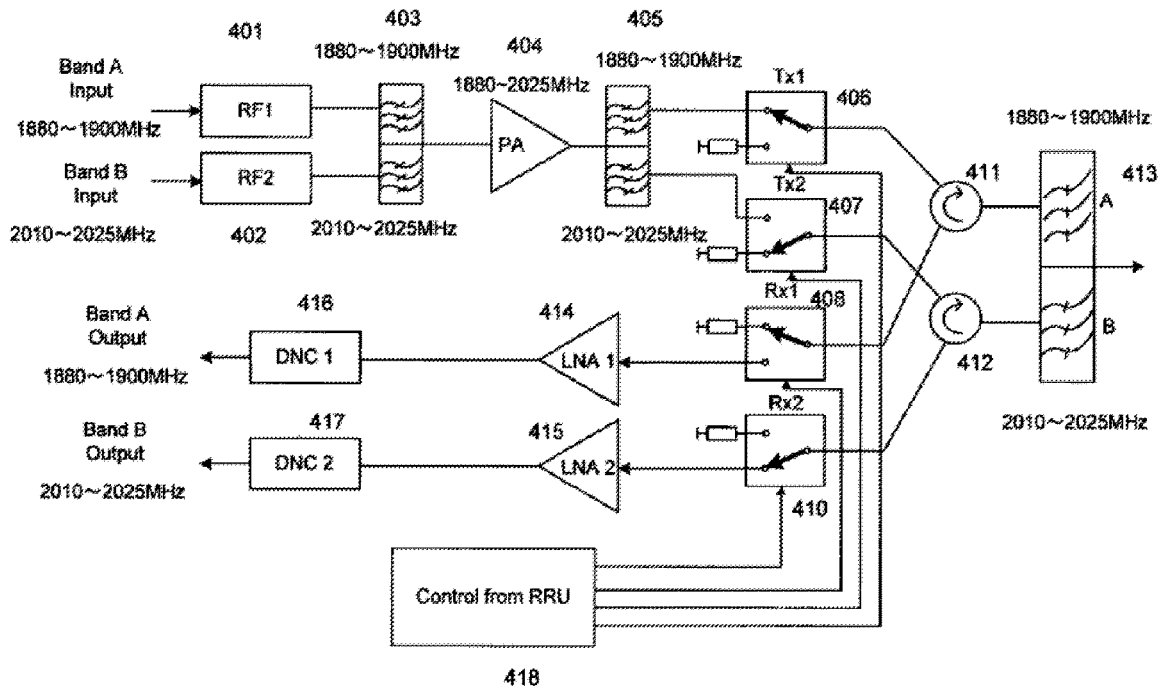 401
403
404
405
1880~1900MHz
1880~2025MHz
1880~1900MHz
Band A
Input
1880~1900MHz
RF1
PA
Tx1
406
1880~1900MHz
Band B
Input
2010~2025MHz
RF2
402
2010~2025MHz
2010~2025MHz
Tx2
407
411
413
A
Rx1
408
B
412
2010~2025MHz
Band A
Output
1880~1900MHz
416
DNC 1
414
LNA 1
Rx2
Band B
Output
2010~2025MHz
417
DNC 2
415
LNA 2
410
Control from RRU
418